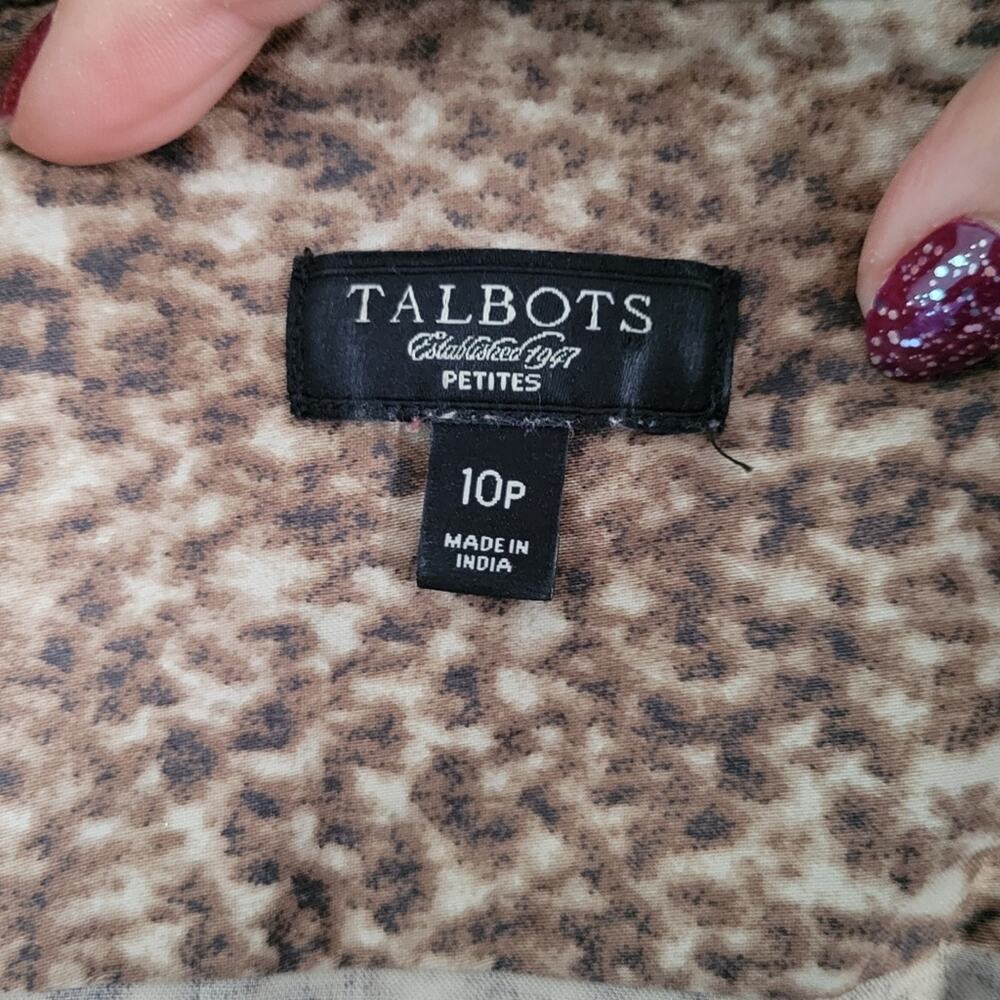 TALBOTS
Established 1947
PETITES
10P
MADE IN
INDIA